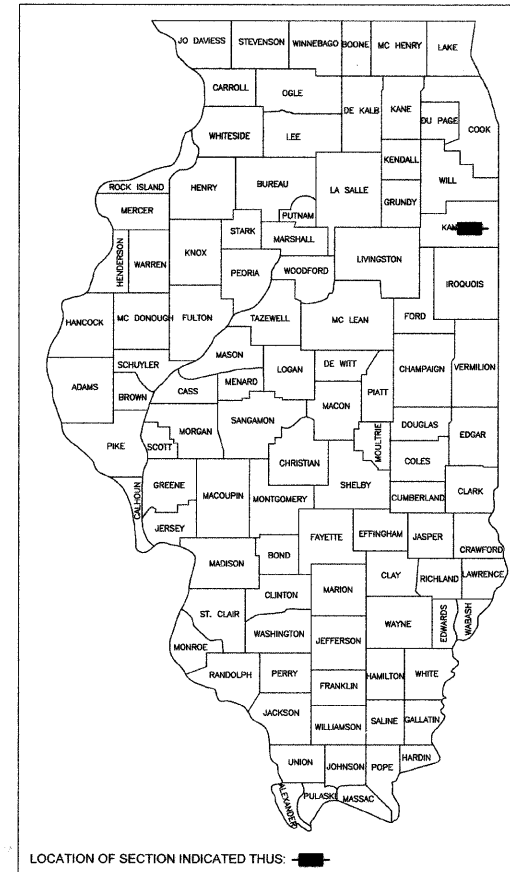 JO DAVIESS STEVENSON WINNEBAGO BOONE MC HENRY LAKE
CARROLL OGLE DE KALB KANE DU PAGE COOK
WHITESIDE LEE KENDALL WILL
ROCK ISLAND HENRY BUREAU LA SALLE GRUNDY
MERCER PUTNAM
HENDERSON WARREN KNOX STARK MARSHALL KAN
PEORIA WOODFORD LIVINGSTON IROQUOIS
HANCOCK MC DONOUGH FULTON TAZEWELL MC LEAN FORD
MASON
SCHUYLER LOGAN DE WITT CHAMPAIGN VERMILION
ADAMS BROWN CASS MENARD PIATT
MACON
PIKE SCOTT MORGAN SANGAMON MOULTRIE DOUGLAS EDGAR
CHRISTIAN COLES
CALHOUN GREENE MACOUPIN MONTGOMERY SHELBY CUMBERLAND CLARK
JERSEY FAYETTE EFFINGHAM JASPER CRAWFORD
MADISON BOND CLAY RICHLAND LAWRENCE
CLINTON MARION
ST. CLAIR WAYNE EDWARDS WABASH
MONROE WASHINGTON JEFFERSON
RANDOLPH PERRY FRANKLIN HAMILTON WHITE
JACKSON WILLIAMSON SALINE GALLATIN
UNION JOHNSON POPE HARDIN
ALEXANDER PULASKI MASSAC
LOCATION OF SECTION INDICATED THUS: